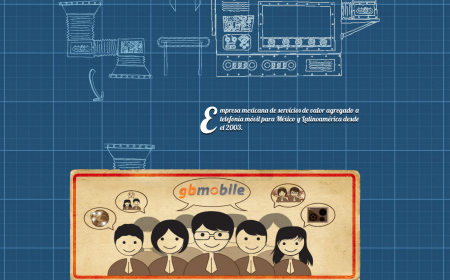 Empresa mexicana de servicios de valor agregado a
telefonía móvil para México y Latinoamérica desde
el 2003.
gbmobile